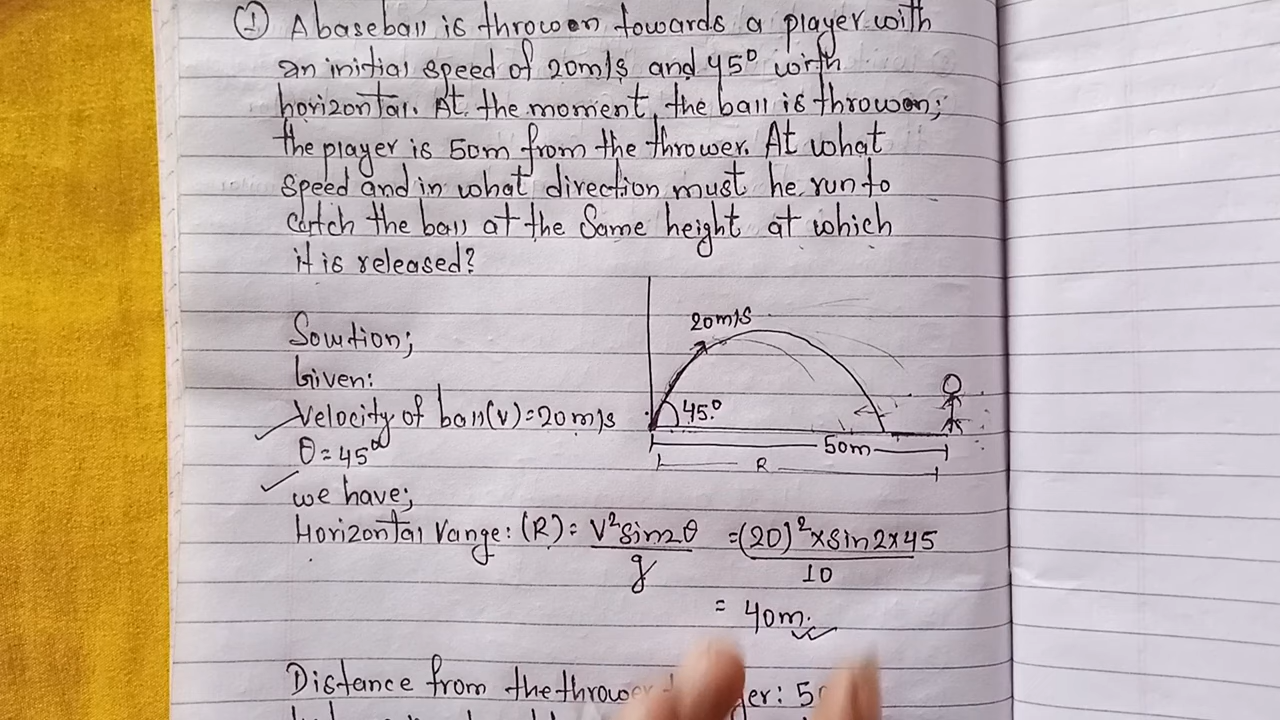 ① A baseball is throwen towards a player with
an initial speed of 20m/s and 45° with
horizontal. At the moment, the ball is throwen;
the player is 50m from the thrower. At what
speed and in what direction must he run to
catch the ball at the same height at which
it is released?
Solution;
Given:
Velocity of ball(v)=20m/s
θ=45°
we have;
20m/s
45°
50m
R
Horizontal range: (R)= v²sin2θ/g =(20)²×sin2×45/10
= 40m.
Distance from the